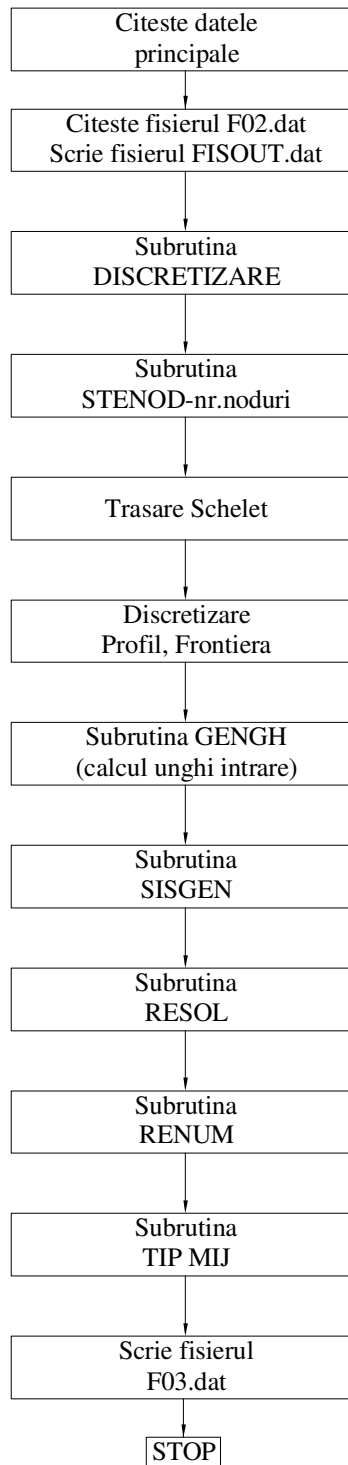 Citeste datele
principale
Citeste fisierul F02.dat
Scrie fisierul FISOUT.dat
Subrutina
DISCRETIZARE
Subrutina
STENOD-nr.noduri
Trasare Schelet
Discretizare
Profil, Frontiera
Subrutina GENGH
(calcul unghi intrare)
Subrutina
SISGEN
Subrutina
RESOL
Subrutina
RENUM
Subrutina
TIP MIJ
Scrie fisierul
F03.dat
STOP